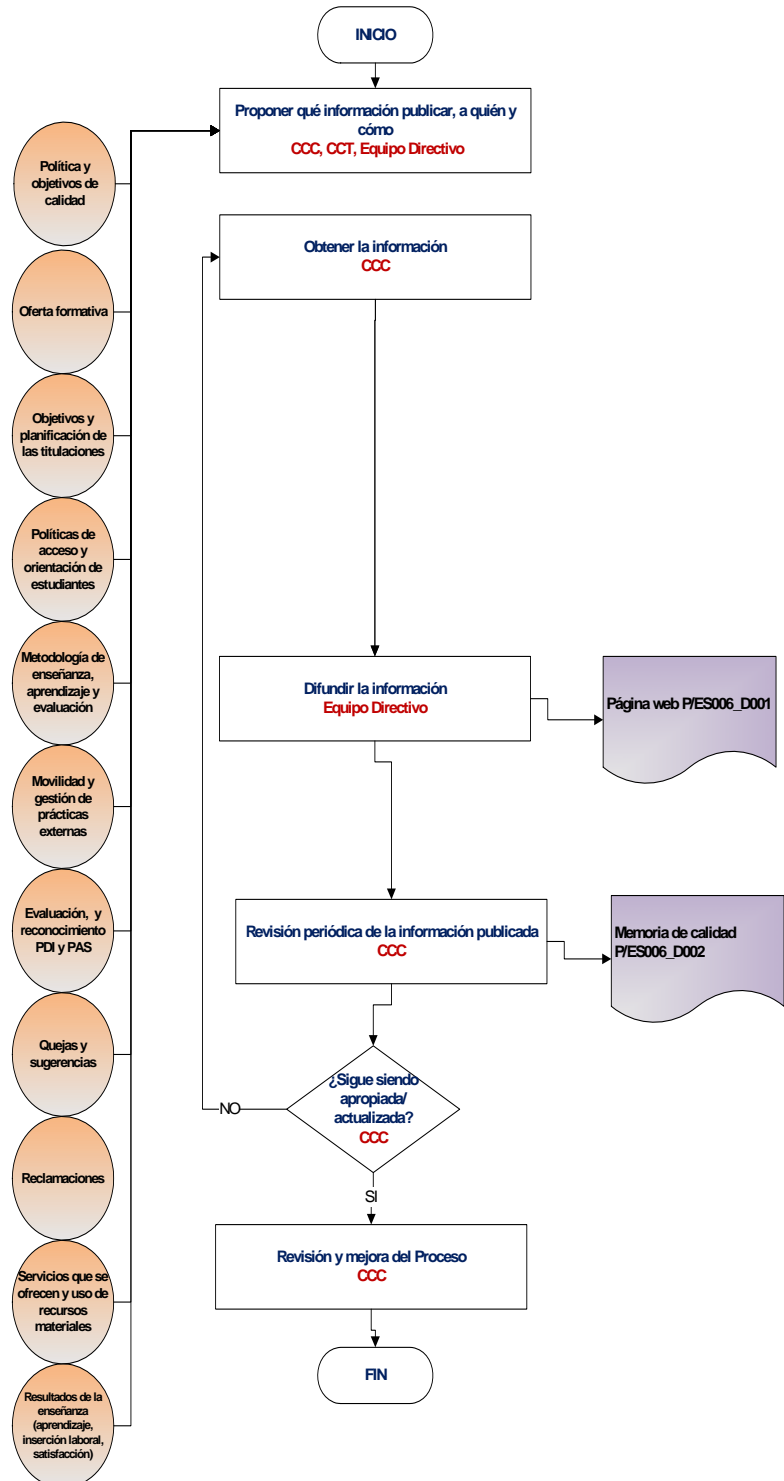 INICIO
Proponer qué información publicar, a quién y
cómo
CCC, CCT, Equipo Directivo
Política y
objetivos de
calidad
Obtener la información
CCC
Oferta formativa
Objetivos y
planificación de
las titulaciones
Políticas de
acceso y
orientación de
estudiantes
Metodología de
enseñanza,
aprendizaje y
evaluación
Difundir la información
Equipo Directivo
Página web P/ES006_D001
Movilidad y
gestión de
prácticas
externas
Evaluación, y
reconocimiento
PDI y PAS
Revisión periódica de la información publicada
CCC
Memoria de calidad
P/ES006_D002
Quejas y
sugerencias
¿Sigue siendo
apropiada/
actualizada?
CCC
NO
SI
Reclamaciones
Revisión y mejora del Proceso
CCC
Servicios que se
ofrecen y uso de
recursos
materiales
FIN
Resultados de la
enseñanza
(aprendizaje,
inserción laboral,
satisfacción)